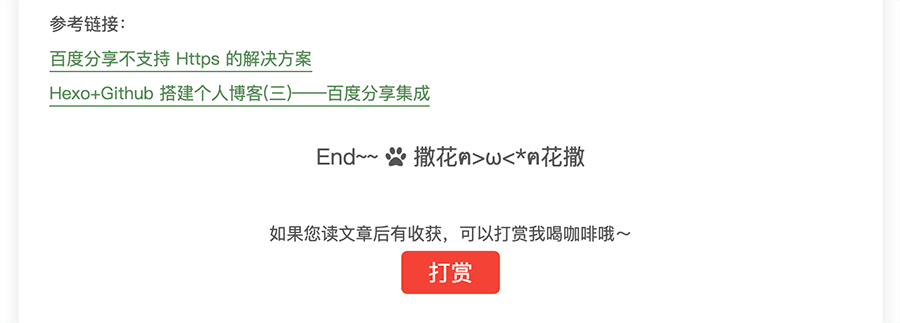 参考链接：
百度分享不支持 Https 的解决方案
Hexo+Github 搭建个人博客(三)——百度分享集成
End~~ 撒花ฅ>ω<*ฅ花撒
如果您读文章后有收获，可以打赏我喝咖啡哦～
打赏